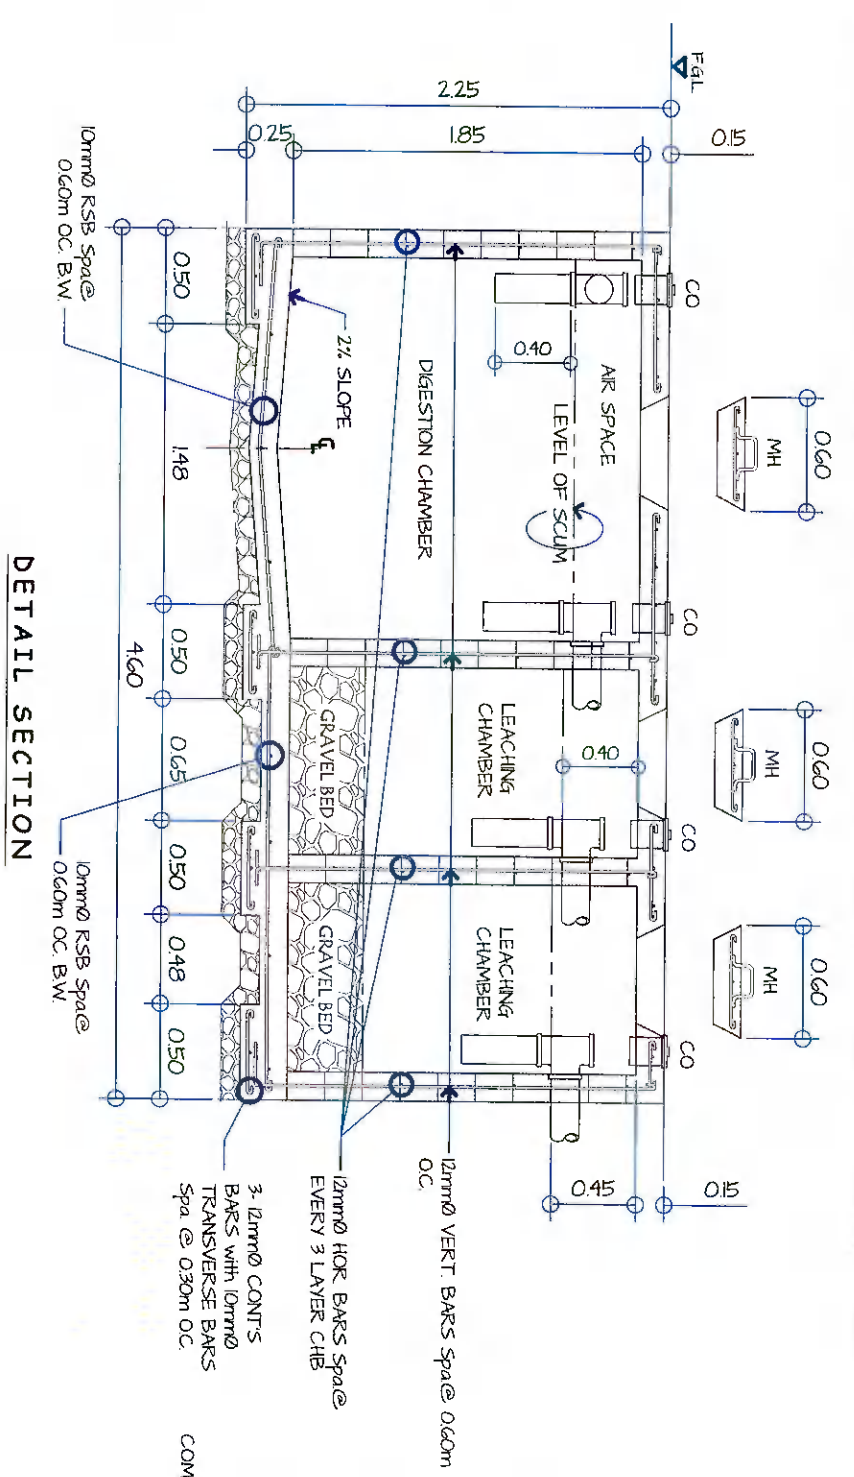 F.G.L
2.25
0.25
1.85
0.15
CO
CO
CO
CO
0.60
MH
0.60
MH
0.60
MH
AIR SPACE
LEVEL OF SCUM
0.40
DIGESTION CHAMBER
2% SLOPE
℄
LEACHING
CHAMBER
0.40
LEACHING
CHAMBER
GRAVEL BED
GRAVEL BED
0.15
0.45
12mmØ VERT. BARS Spa@ 0.60m
O.C.
12mmØ HOR. BARS Spa@
EVERY 3 LAYER CHB
3- 12mmØ CONT'S
BARS with 10mmØ
TRANSVERSE BARS
Spa @ 0.30m O.C.
0.50
1.48
0.50
0.65
0.50
0.48
0.50
4.60
10mmØ RSB Spa@
0.60m O.C. B.W.
10mmØ RSB Spa@
0.60m O.C. B.W.
DETAIL SECTION
COM